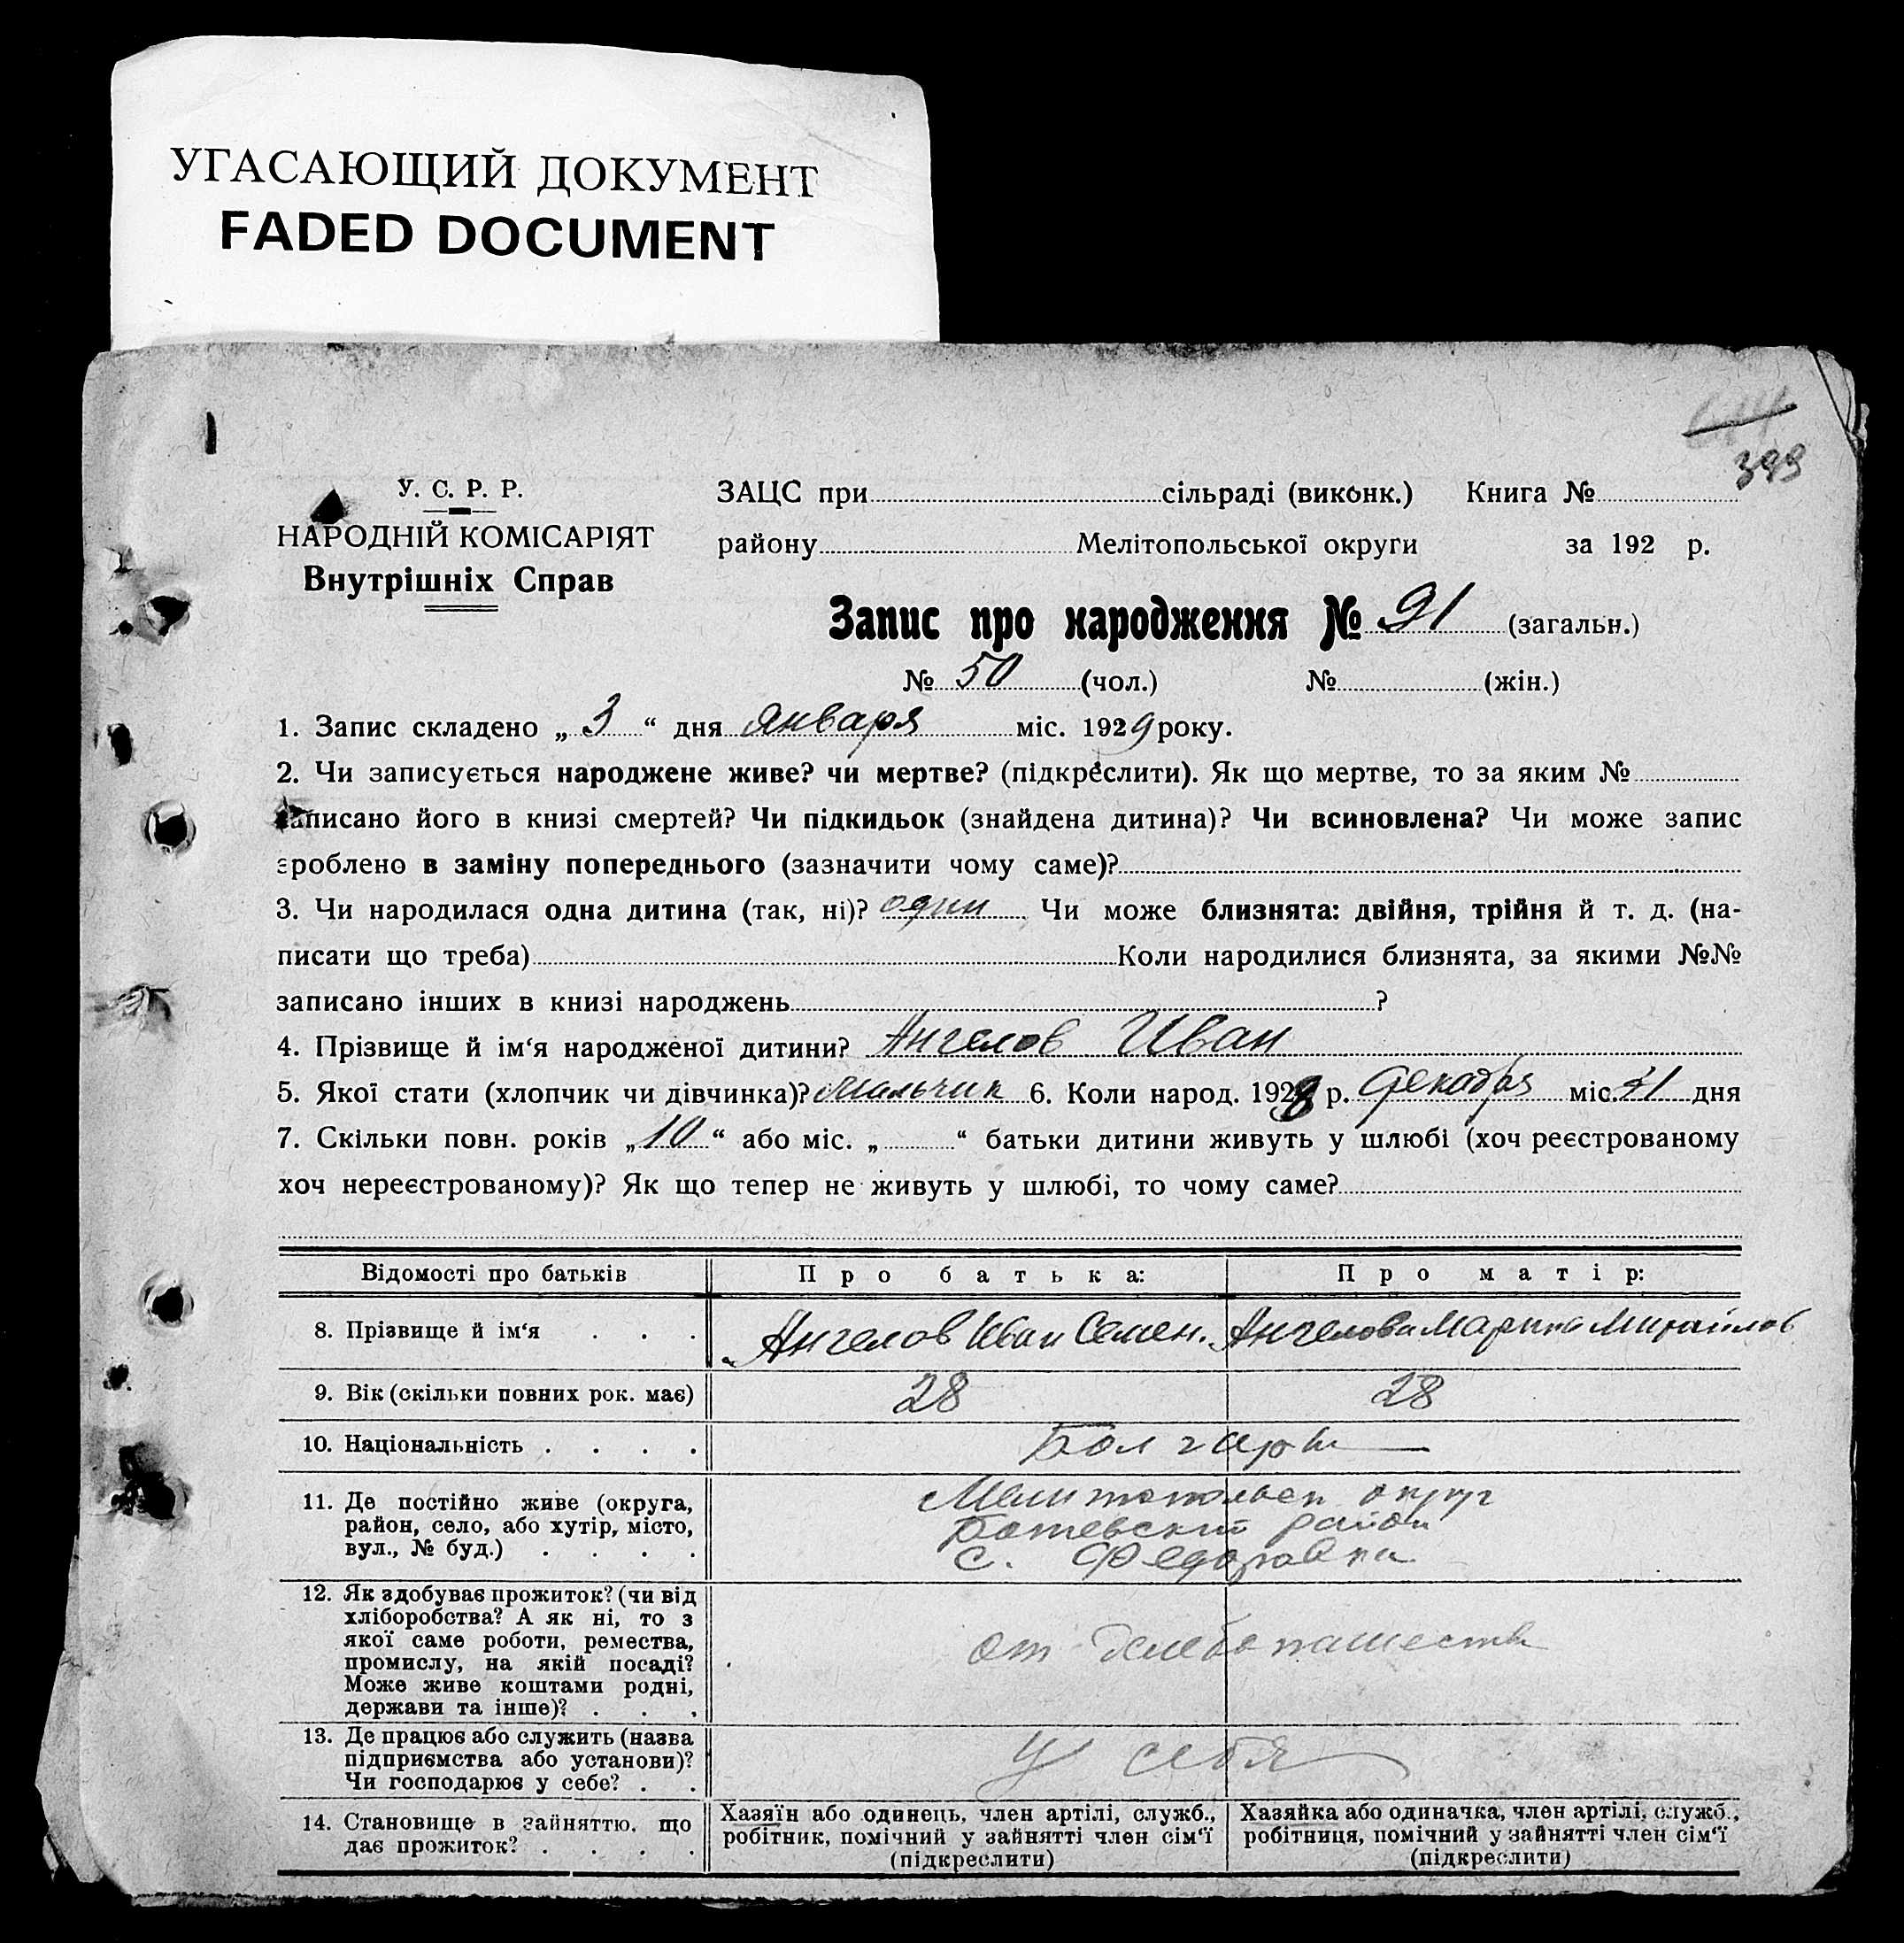 УГАСАЮЩИЙ ДОКУМЕНТ
FADED DOCUMENT
399
У. С. Р. Р.
НАРОДНІЙ КОМІСАРІЯТ
Внутрішніх Справ
ЗАЦС при сільраді (виконк.) Книга №
району Мелітопольської округи за 192 р.
Запис про народження № 91 (загальн.)
№ 50 (чол.) № (жін.)
1. Запис складено „ 3 “ дня января міс. 1929 року.
2. Чи записується народжене живе? чи мертве? (підкреслити). Як що мертве, то за яким №
записано його в книзі смертей? Чи підкидьок (знайдена дитина)? Чи всиновлена? Чи може запис
зроблено в заміну попереднього (зазначити чому саме)?
3. Чи народилася одна дитина (так, ні)? один Чи може близнята: двійня, трійня й т. д. (на-
писати що треба) Коли народилися близнята, за якими №№
записано інших в книзі народжень ?
4. Прізвище й ім‘я народженої дитини? Ангелов Иван
5. Якої стати (хлопчик чи дівчинка)? мальчик 6. Коли народ. 1928 р. декабря міс. 21 дня
7. Скільки повн. років „ 10 “ або міс. „ “ батьки дитини живуть у шлюбі (хоч реєстрованому
хоч нереєстрованому)? Як що тепер не живуть у шлюбі, то чому саме?
Відомості про батьків Про батька: Про матір:
8. Прізвище й ім‘я . . . Ангелов Иван Семен. Ангелова Марина Михайлов
9. Вік (скільки повних рок. має) 28 28
10. Національність . . . . Болгары
11. Де постійно живе (округа,
район, село, або хутір, місто,
вул., № буд.) . . . .
Мелитопольск округ
Ботевский район
с. Федоровка
12. Як здобуває прожиток? (чи від
хліборобства? А як ні, то з
якої саме роботи, ремества,
промислу, на якій посаді?
Може живе коштами родні,
держави та інше)? . . .
от хлебопашества
13. Де працює або служить (назва
підприємства або установи)?
Чи господарює у себе? . .
у себя
14. Становище в зайняттю, що
дає прожиток? . . . .
Хазяїн або одинець, член артілі, служб.,
робітник, помічний у зайнятті член сім‘ї
(підкреслити)
Хазяйка або одиначка, член артілі, служб.,
робітниця, помічний у зайнятті член сім‘ї
(підкреслити)